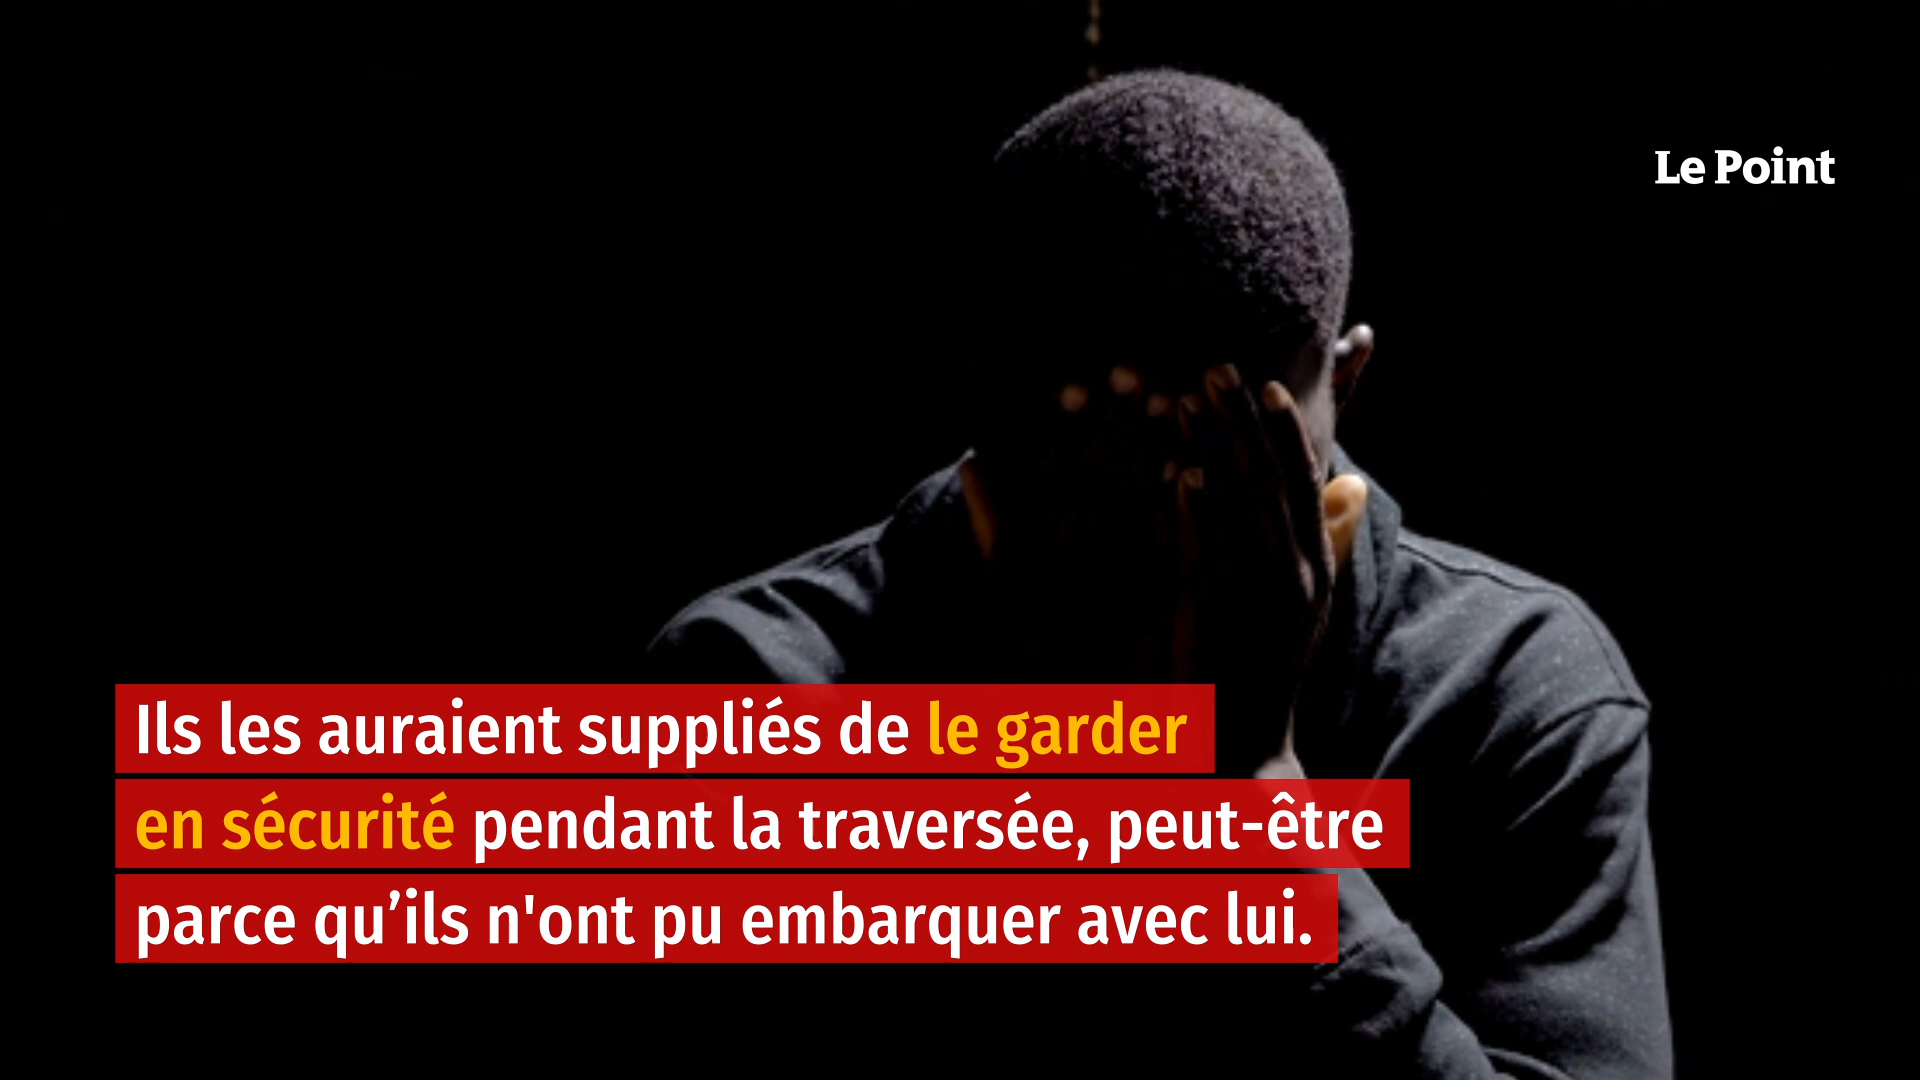 Le Point
Ils les auraient suppliés de le garder
en sécurité pendant la traversée, peut-être
parce qu’ils n'ont pu embarquer avec lui.